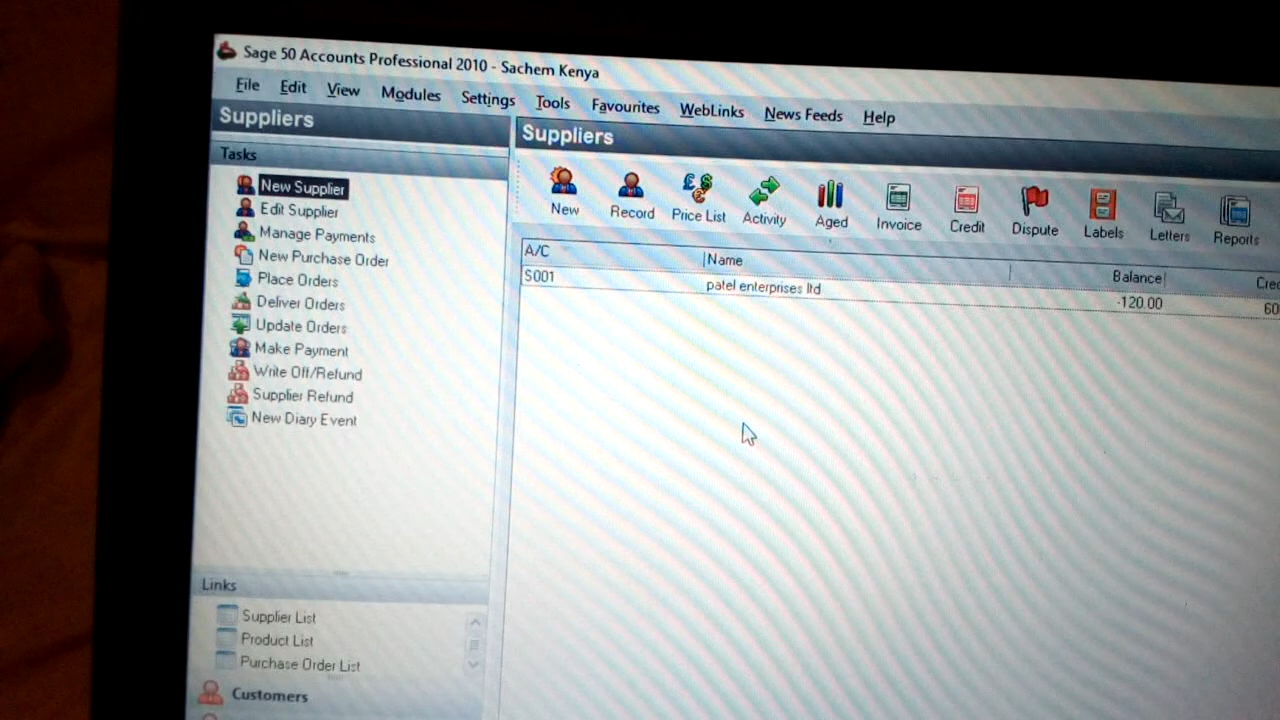 Sage 50 Accounts Professional 2010 - Sachem Kenya
File Edit View Modules Settings Tools Favourites WebLinks News Feeds Help
Suppliers
Tasks
New Supplier
Edit Supplier
Manage Payments
New Purchase Order
Place Orders
Deliver Orders
Update Orders
Make Payment
Write Off/Refund
Supplier Refund
New Diary Event
Links
Supplier List
Product List
Purchase Order List
Customers
Suppliers
New Record Price List Activity Aged Invoice Credit Dispute Labels Letters Reports
A/C Name Balance
S001 patel enterprises ltd -120.00